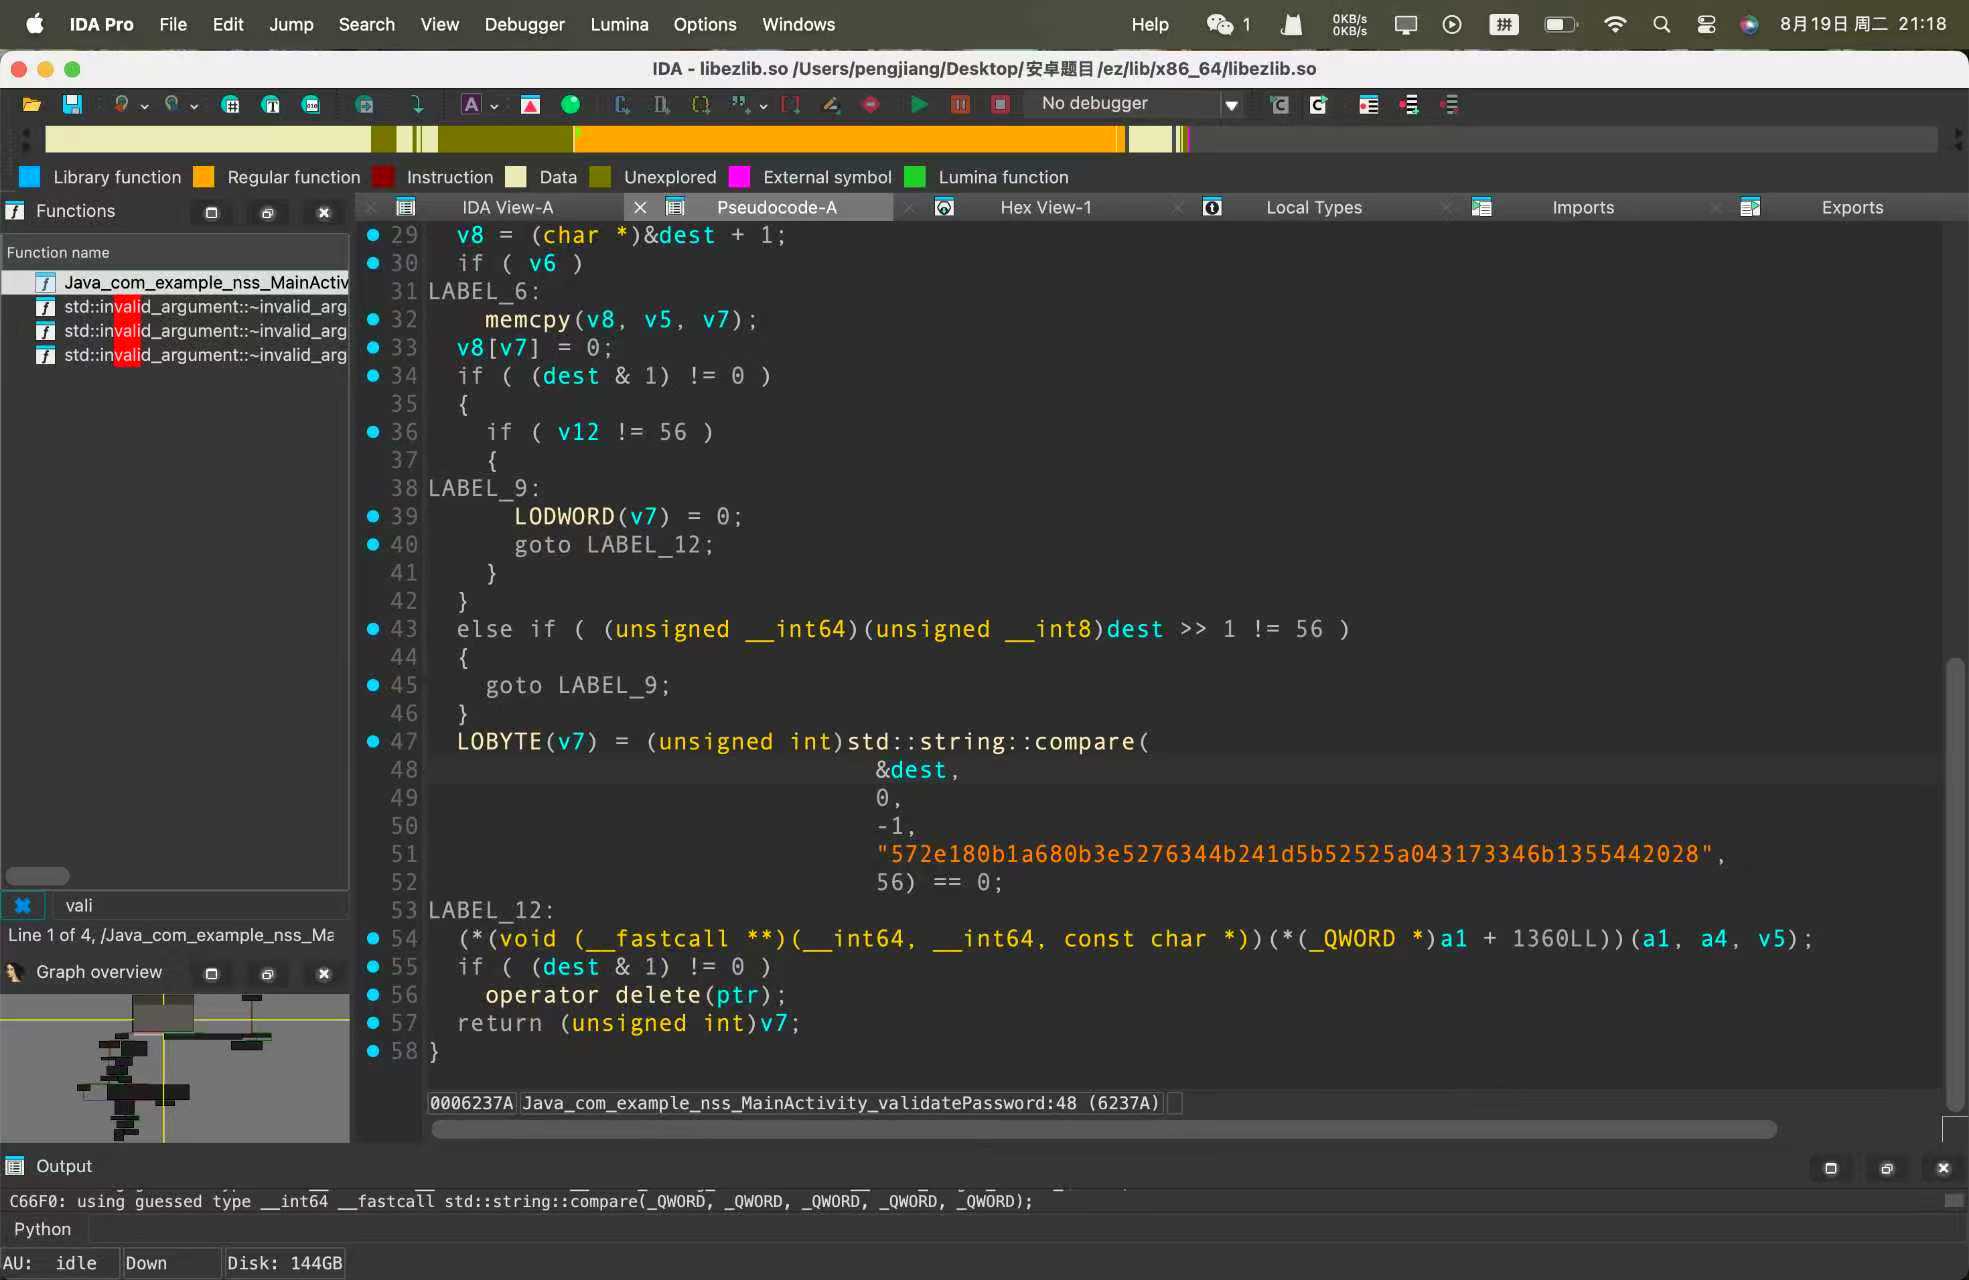 IDA Pro File Edit Jump Search View Debugger Lumina Options Windows Help 1 0KB/s 0KB/s 拼 8月19日 周二 21:18
IDA - libezlib.so /Users/pengjiang/Desktop/安卓题目/ez/lib/x86_64/libezlib.so
No debugger
Library function Regular function Instruction Data Unexplored External symbol Lumina function
Functions
IDA View-A Pseudocode-A Hex View-1 Local Types Imports Exports
Function name
Java_com_example_nss_MainActiv
std::invalid_argument::~invalid_arg
std::invalid_argument::~invalid_arg
std::invalid_argument::~invalid_arg
29 v8 = (char *)&dest + 1;
30 if ( v6 )
31 LABEL_6:
32 memcpy(v8, v5, v7);
33 v8[v7] = 0;
34 if ( (dest & 1) != 0 )
35 {
36 if ( v12 != 56 )
37 {
38 LABEL_9:
39 LODWORD(v7) = 0;
40 goto LABEL_12;
41 }
42 }
43 else if ( (unsigned __int64)(unsigned __int8)dest >> 1 != 56 )
44 {
45 goto LABEL_9;
46 }
47 LOBYTE(v7) = (unsigned int)std::string::compare(
48 &dest,
49 0,
50 -1,
51 "572e180b1a680b3e5276344b241d5b52525a043173346b1355442028",
52 56) == 0;
53 LABEL_12:
54 (*(void (__fastcall **)(__int64, __int64, const char *))(*(_QWORD *)a1 + 1360LL))(a1, a4, v5);
55 if ( (dest & 1) != 0 )
56 operator delete(ptr);
57 return (unsigned int)v7;
58 }
vali
Line 1 of 4, /Java_com_example_nss_Ma
Graph overview
0006237A Java_com_example_nss_MainActivity_validatePassword:48 (6237A)
Output
C66F0: using guessed type __int64 __fastcall std::string::compare(_QWORD, _QWORD, _QWORD, _QWORD, _QWORD);
Python
AU: idle Down Disk: 144GB